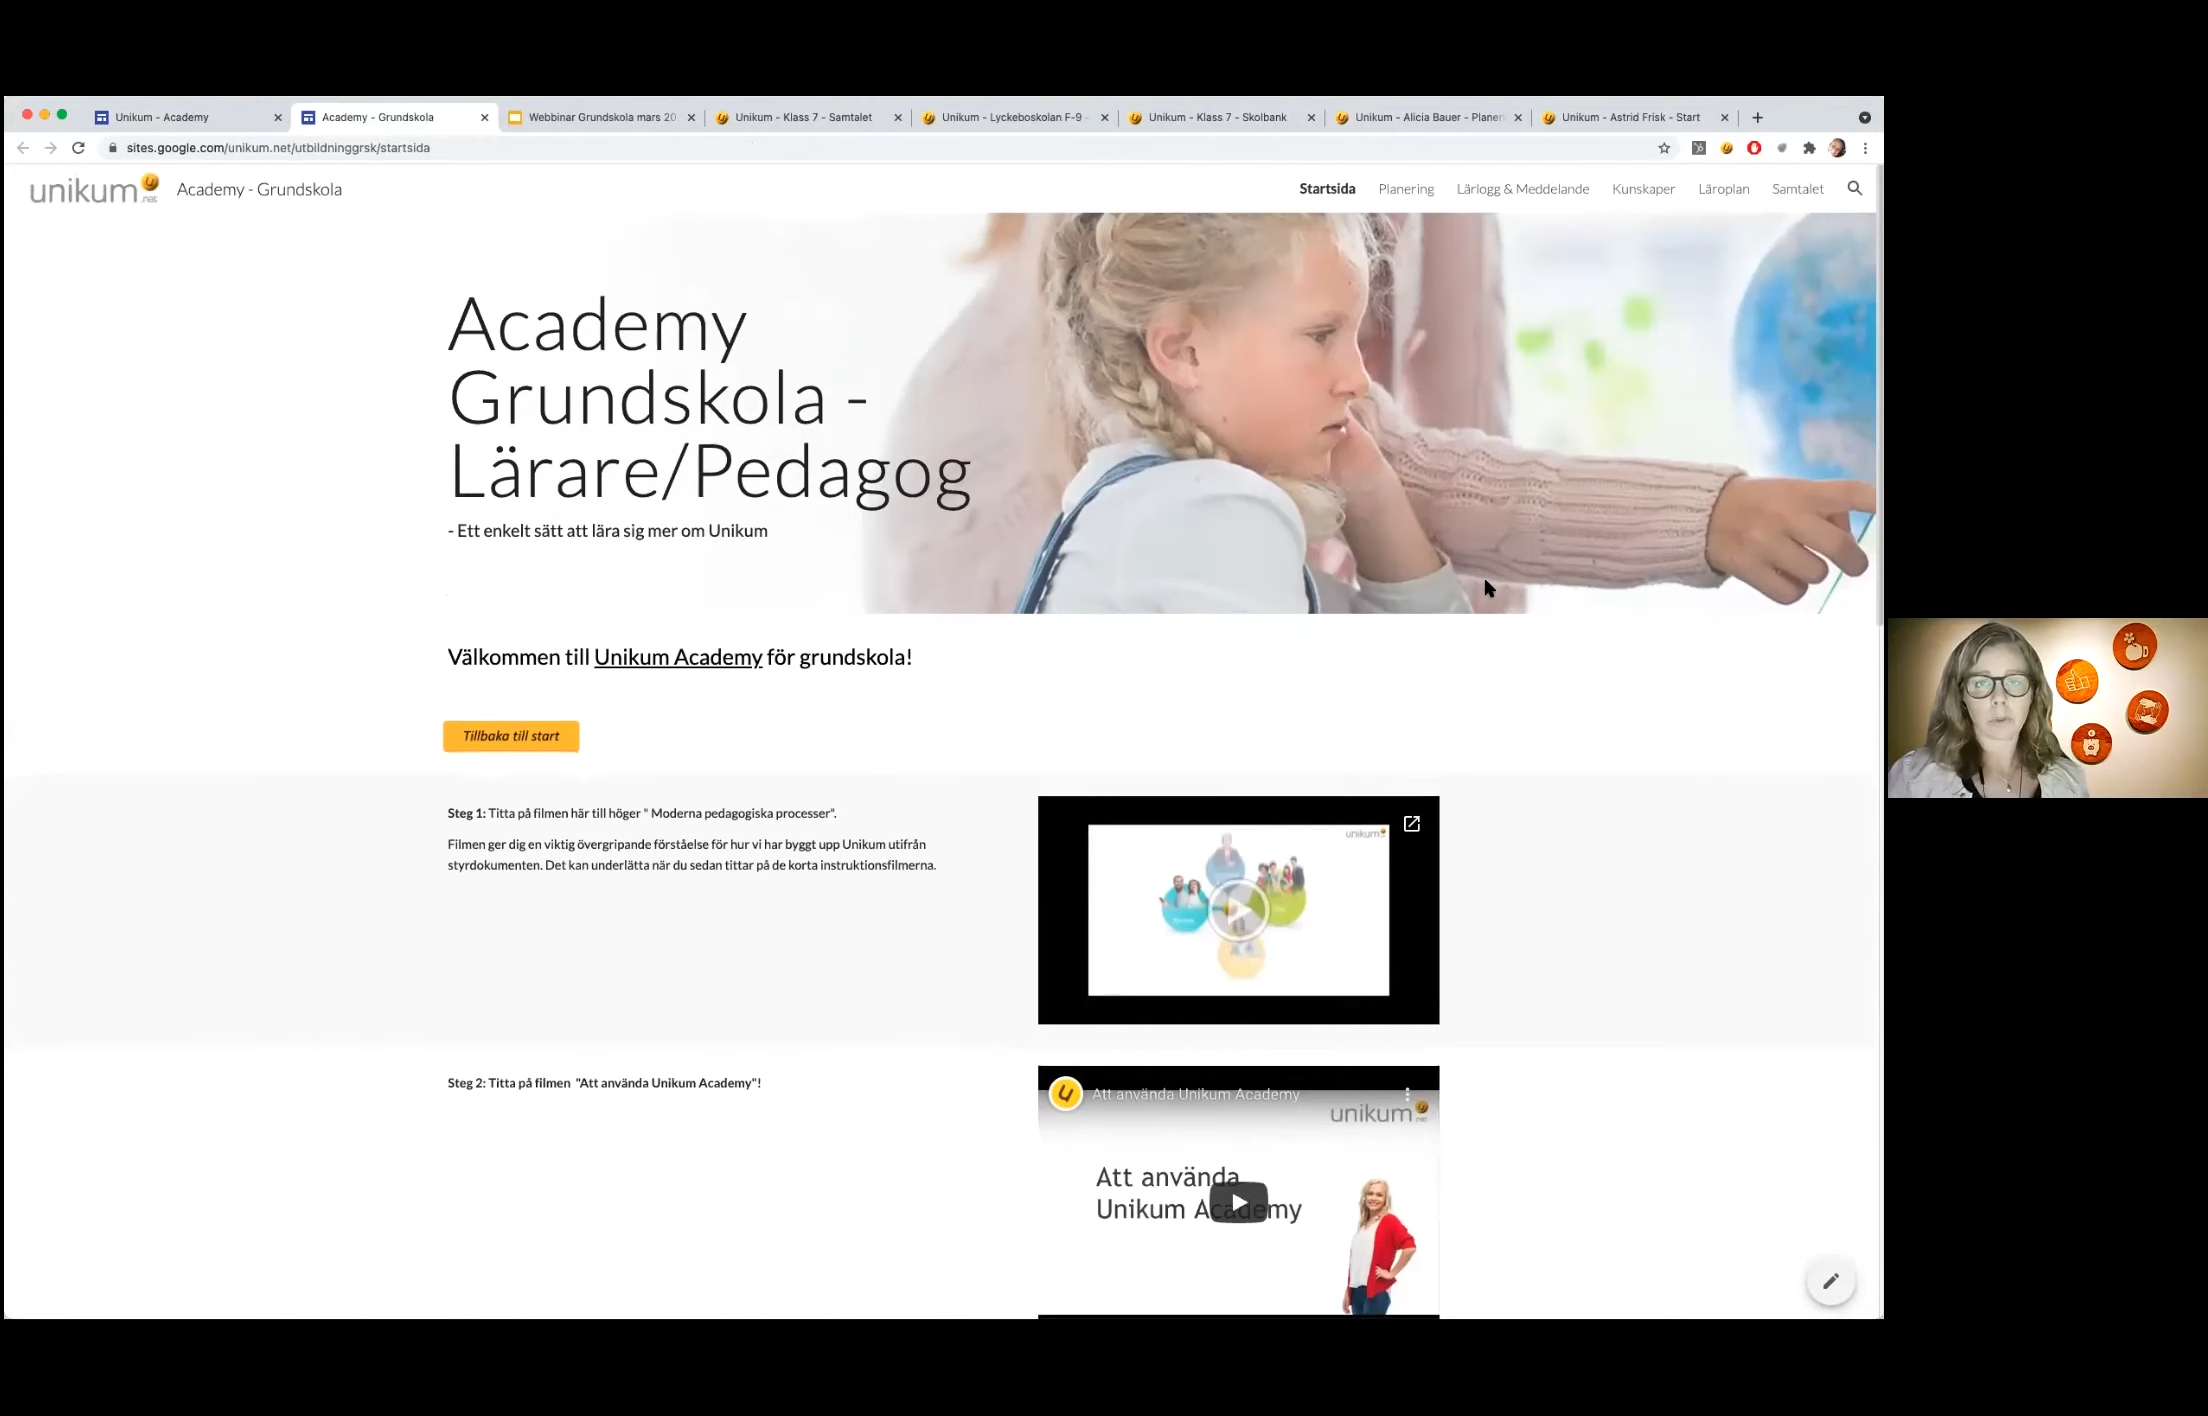 Unikum - Academy
Academy - Grundskola
Webbinar Grundskola mars 20
Unikum - Klass 7 - Samtalet
Unikum - Lyckeboskolan F-9 -
Unikum - Klass 7 - Skolbank
Unikum - Alicia Bauer - Planer
Unikum - Astrid Frisk - Start
sites.google.com/unikum.net/utbildninggrsk/startsida
unikum
.net
Academy - Grundskola
Startsida
Planering
Lärlogg & Meddelande
Kunskaper
Läroplan
Samtalet
Academy
Grundskola -
Lärare/Pedagog
- Ett enkelt sätt att lära sig mer om Unikum
Välkommen till Unikum Academy för grundskola!
Tillbaka till start
Steg 1: Titta på filmen här till höger " Moderna pedagogiska processer".
Filmen ger dig en viktig övergripande förståelse för hur vi har byggt upp Unikum utifrån
styrdokumenten. Det kan underlätta när du sedan tittar på de korta instruktionsfilmerna.
unikum
Steg 2: Titta på filmen "Att använda Unikum Academy"!
Att använda Unikum Academy
unikum
.net
Att använda
Unikum Academy